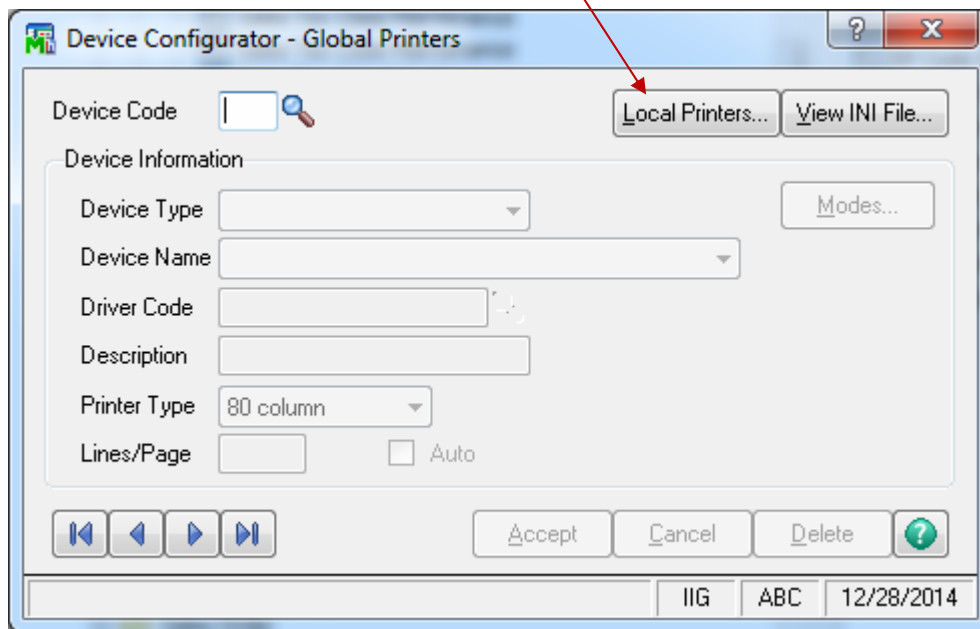 Device Configurator - Global Printers
Device Code
Local Printers...
View INI File...
Device Information
Device Type
Modes...
Device Name
Driver Code
Description
Printer Type 80 column
Lines/Page Auto
Accept Cancel Delete
IIG ABC 12/28/2014